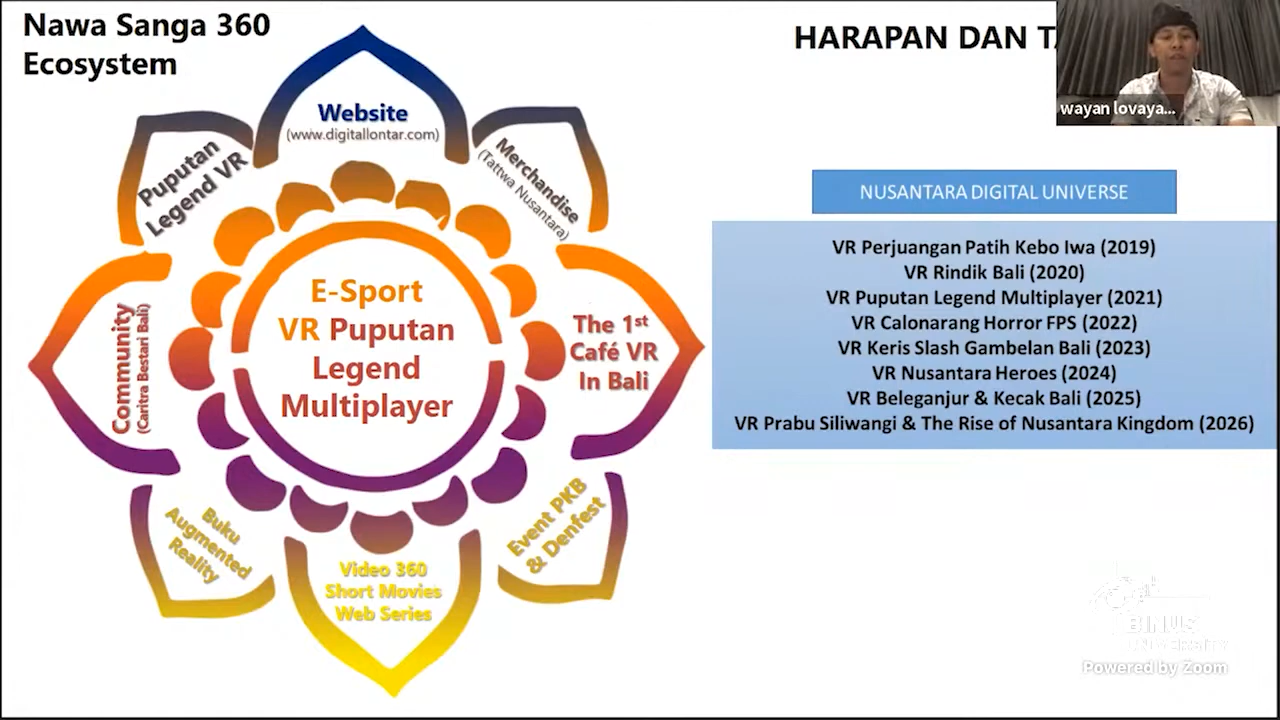 Nawa Sanga 360
Ecosystem
HARAPAN DAN
wayan lovaya...
Website
(www.digitallontar.com)
Puputan
Legend VR
Merchandise
(Tattwa Nusantara)
Community
(Caritra Bestari Bali)
E-Sport
VR Puputan
Legend
Multiplayer
The 1st
Café VR
In Bali
Buku
Augmented
Reality
Video 360
Short Movies
Web Series
Event PKB
& Denfest
NUSANTARA DIGITAL UNIVERSE
VR Perjuangan Patih Kebo Iwa (2019)
VR Rindik Bali (2020)
VR Puputan Legend Multiplayer (2021)
VR Calonarang Horror FPS (2022)
VR Keris Slash Gambelan Bali (2023)
VR Nusantara Heroes (2024)
VR Beleganjur & Kecak Bali (2025)
VR Prabu Siliwangi & The Rise of Nusantara Kingdom (2026)
BINUS
UNIVERSITY
Powered by Zoom